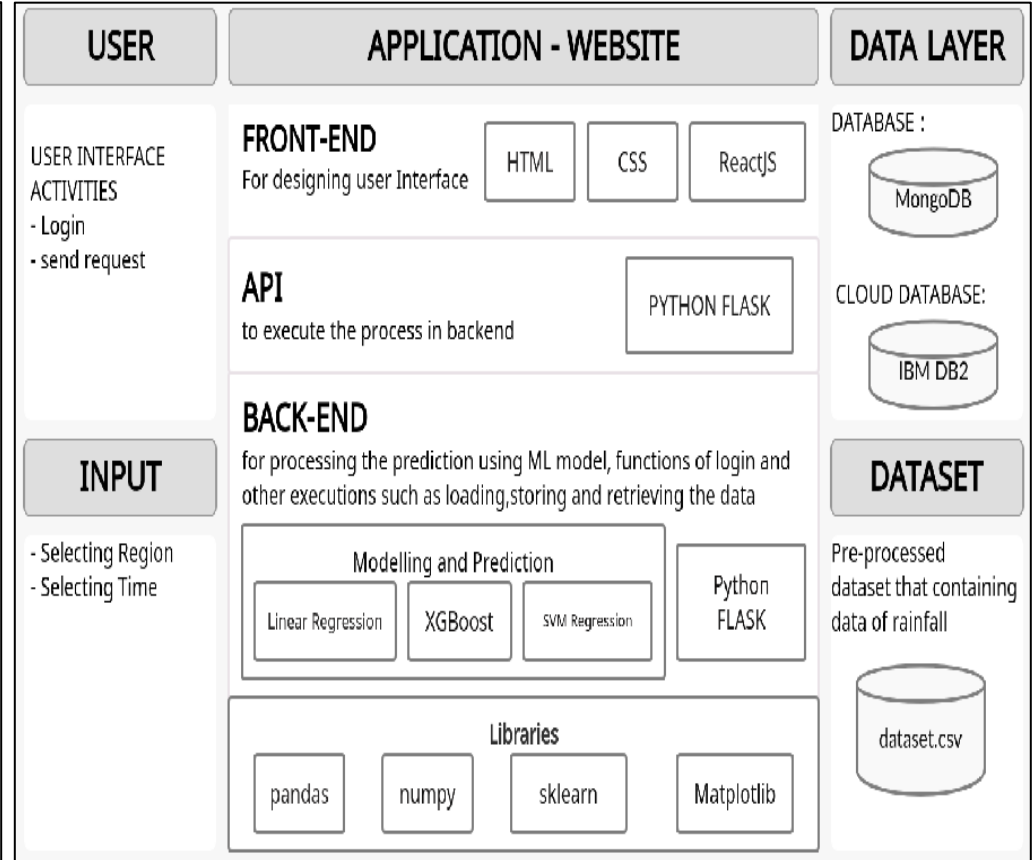 USER
USER INTERFACE
ACTIVITIES
- Login
- send request
INPUT
- Selecting Region
- Selecting Time
APPLICATION - WEBSITE
FRONT-END
For designing user Interface
HTML
CSS
ReactJS
API
to execute the process in backend
PYTHON FLASK
BACK-END
for processing the prediction using ML model, functions of login and
other executions such as loading,storing and retrieving the data
Modelling and Prediction
Linear Regression
XGBoost
SVM Regression
Python
FLASK
Libraries
pandas
numpy
sklearn
Matplotlib
DATA LAYER
DATABASE :
MongoDB
CLOUD DATABASE:
IBM DB2
DATASET
Pre-processed
dataset that containing
data of rainfall
dataset.csv